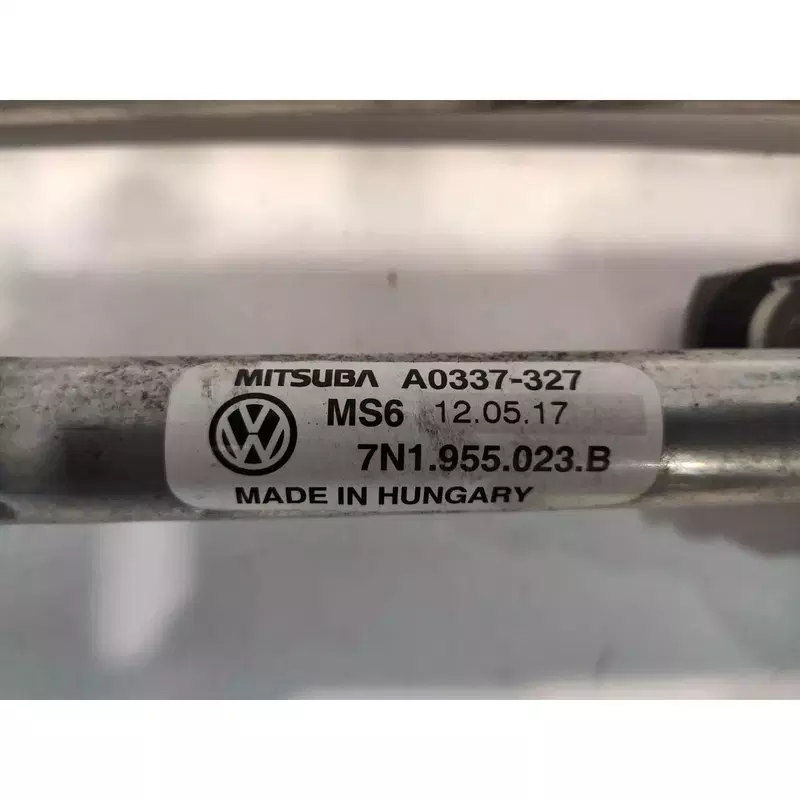 MITSUBA A0337-327
MS6 12.05.17
7N1.955.023.B
MADE IN HUNGARY